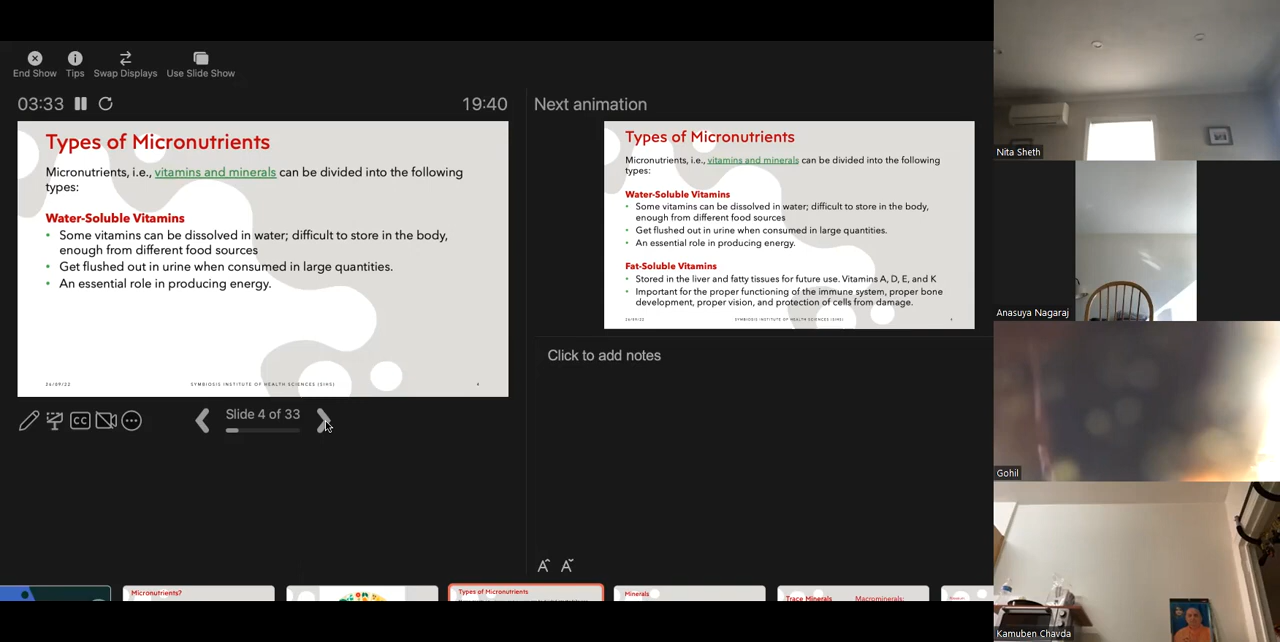 End Show
Tips
Swap Displays
Use Slide Show
03:33
19:40
Next animation
Types of Micronutrients
Micronutrients, i.e., vitamins and minerals can be divided into the following
types:
Water-Soluble Vitamins
• Some vitamins can be dissolved in water; difficult to store in the body,
enough from different food sources
• Get flushed out in urine when consumed in large quantities.
• An essential role in producing energy.
26/09/22
SYMBIOSIS INSTITUTE OF HEALTH SCIENCES (SIHS)
4
Types of Micronutrients
Micronutrients, i.e., vitamins and minerals can be divided into the following
types:
Water-Soluble Vitamins
• Some vitamins can be dissolved in water; difficult to store in the body,
enough from different food sources
• Get flushed out in urine when consumed in large quantities.
• An essential role in producing energy.
Fat-Soluble Vitamins
• Stored in the liver and fatty tissues for future use. Vitamins A, D, E, and K
• Important for the proper functioning of the immune system, proper bone
development, proper vision, and protection of cells from damage.
26/09/22
SYMBIOSIS INSTITUTE OF HEALTH SCIENCES (SIHS)
4
Click to add notes
CC
Slide 4 of 33
Micronutrients?
Types of Micronutrients
Minerals
Trace Minerals
Macrominerals:
Nita Sheth
Anasuya Nagaraj
Gohil
Kamuben Chavda